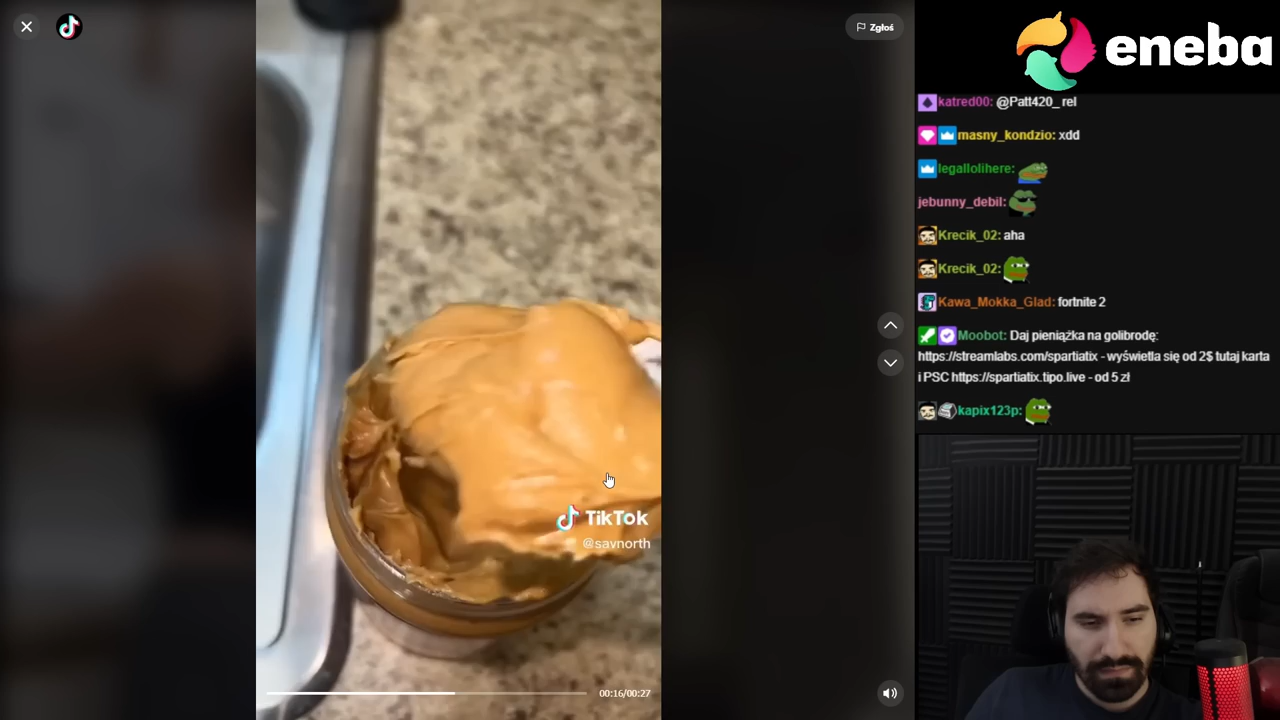 Zgłoś
TikTok
@savnorth
00:16/00:27
eneba
katred00: @Patt420_ rel
masny_kondzio: xdd
legallolihere:
jebunny_debil:
Krecik_02: aha
Krecik_02:
Kawa_Mokka_Glad: fortnite 2
Moobot: Daj pieniążka na golibrodę:
https://streamlabs.com/spartiatix - wyświetla się od 2$ tutaj karta
i PSC https://spartiatix.tipo.live - od 5 zł
kapix123p: